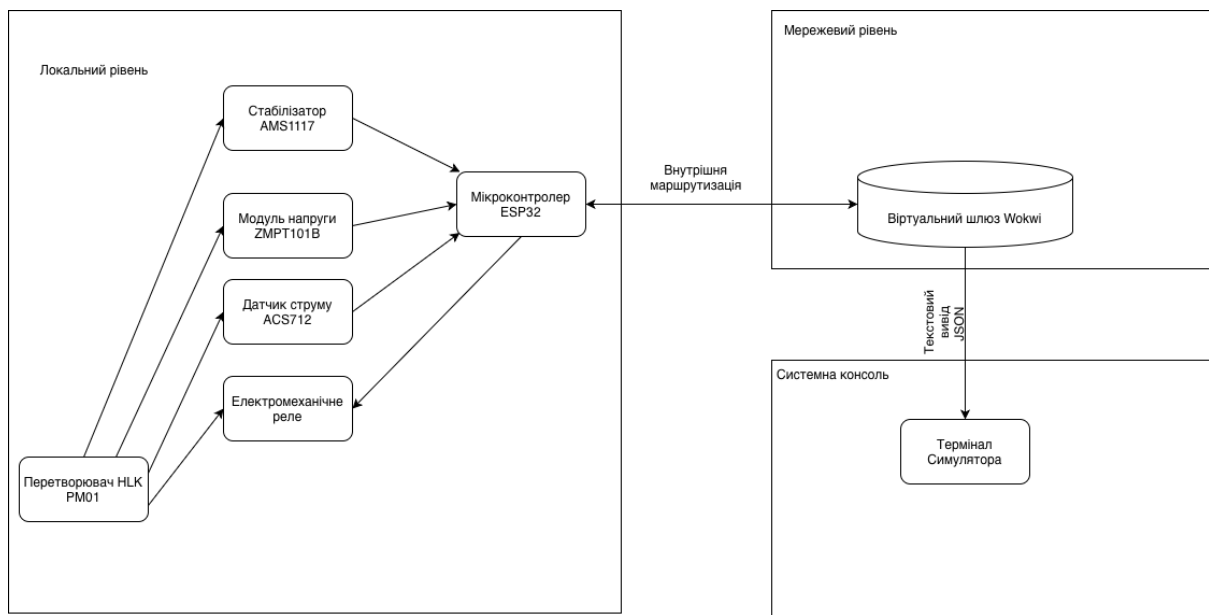 Локальний рівень
Стабілізатор
AMS1117
Модуль напруги
ZMPT101B
Датчик струму
ACS712
Електромеханічне
реле
Перетворювач HLK
PM01
Мікроконтролер
ESP32
Внутрішня
маршрутизація
Мережевий рівень
Віртуальний шлюз Wokwi
Текстовий
вивід
JSON
Системна консоль
Термінал
Симулятора